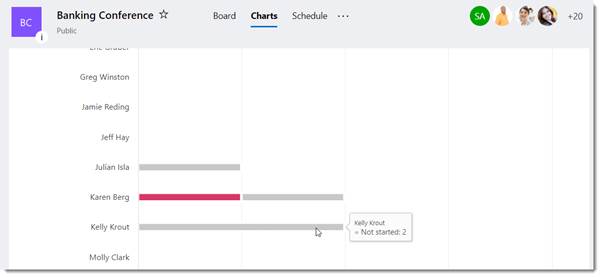 BC
Banking Conference
Public
i
Board Charts Schedule ...
SA
+20
Greg Winston
Jamie Reding
Jeff Hay
Julian Isla
Karen Berg
Kelly Krout
Kelly Krout
Not started: 2
Molly Clark